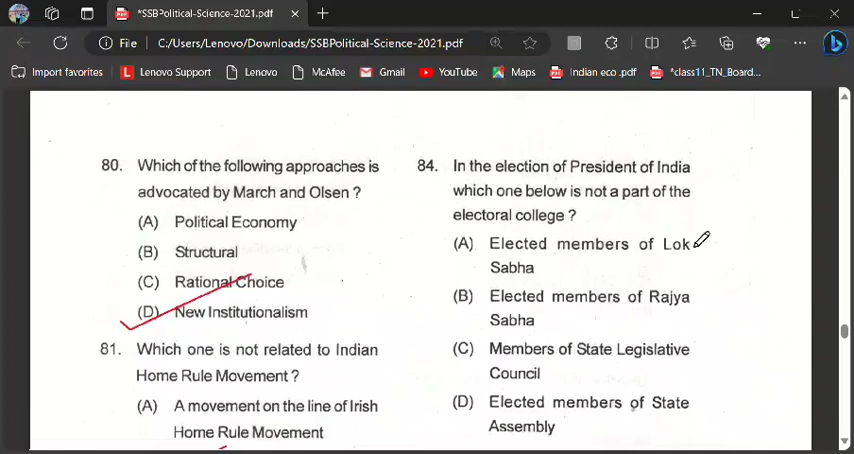 *SSBPolitical-Science-2021.pdf
File
C:/Users/Lenovo/Downloads/SSBPolitical-Science-2021.pdf
Import favorites
Lenovo Support
Lenovo
McAfee
Gmail
YouTube
Maps
Indian eco .pdf
*class11_TN_Board...
80. Which of the following approaches is
advocated by March and Olsen ?
(A) Political Economy
(B) Structural
(C) Rational Choice
(D) New Institutionalism
81. Which one is not related to Indian
Home Rule Movement ?
(A) A movement on the line of Irish
Home Rule Movement
84. In the election of President of India
which one below is not a part of the
electoral college ?
(A) Elected members of Lok
Sabha
(B) Elected members of Rajya
Sabha
(C) Members of State Legislative
Council
(D) Elected members of State
Assembly